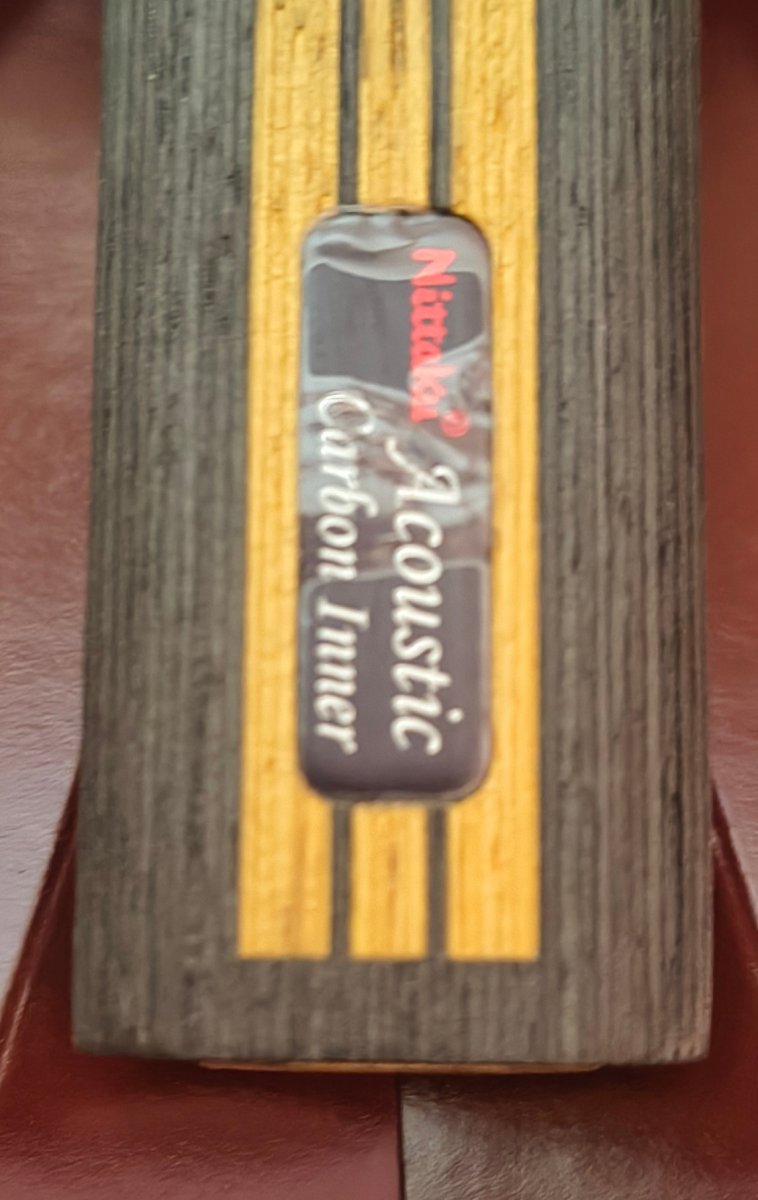 Nittaku®
Acoustic
Carbon Inner